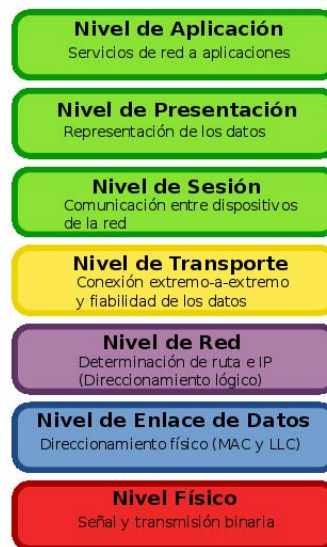 Nivel de Aplicación
Servicios de red a aplicaciones
Nivel de Presentación
Representación de los datos
Nivel de Sesión
Comunicación entre dispositivos
de la red
Nivel de Transporte
Conexión extremo-a-extremo
y fiabilidad de los datos
Nivel de Red
Determinación de ruta e IP
(Direccionamiento lógico)
Nivel de Enlace de Datos
Direccionamiento físico (MAC y LLC)
Nivel Físico
Señal y transmisión binaria